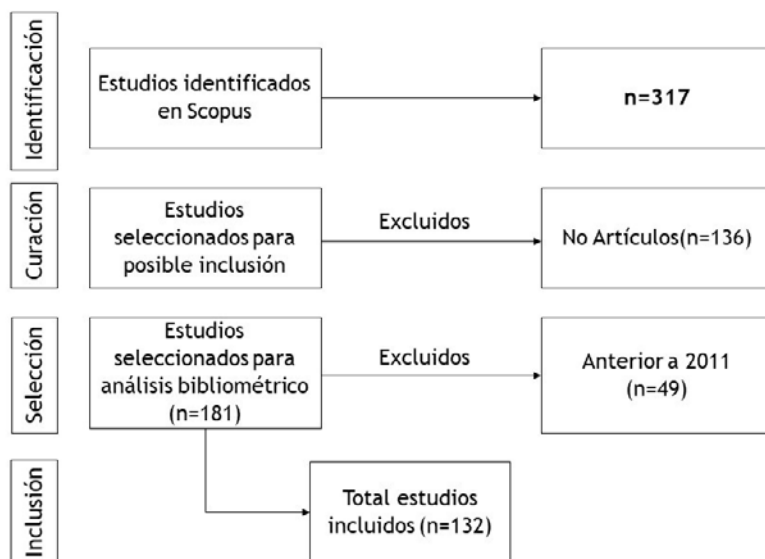 Identificación
Estudios identificados
en Scopus
n=317
Curación
Estudios
seleccionados para
posible inclusión
Excluidos
No Artículos(n=136)
Selección
Estudios
seleccionados para
análisis bibliométrico
(n=181)
Excluidos
Anterior a 2011
(n=49)
Inclusión
Total estudios
incluidos (n=132)